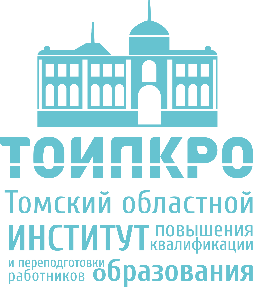 ТОИПКРО
Томский областной
ИНСТИТУТ повышения квалификации
и переподготовки работников образования